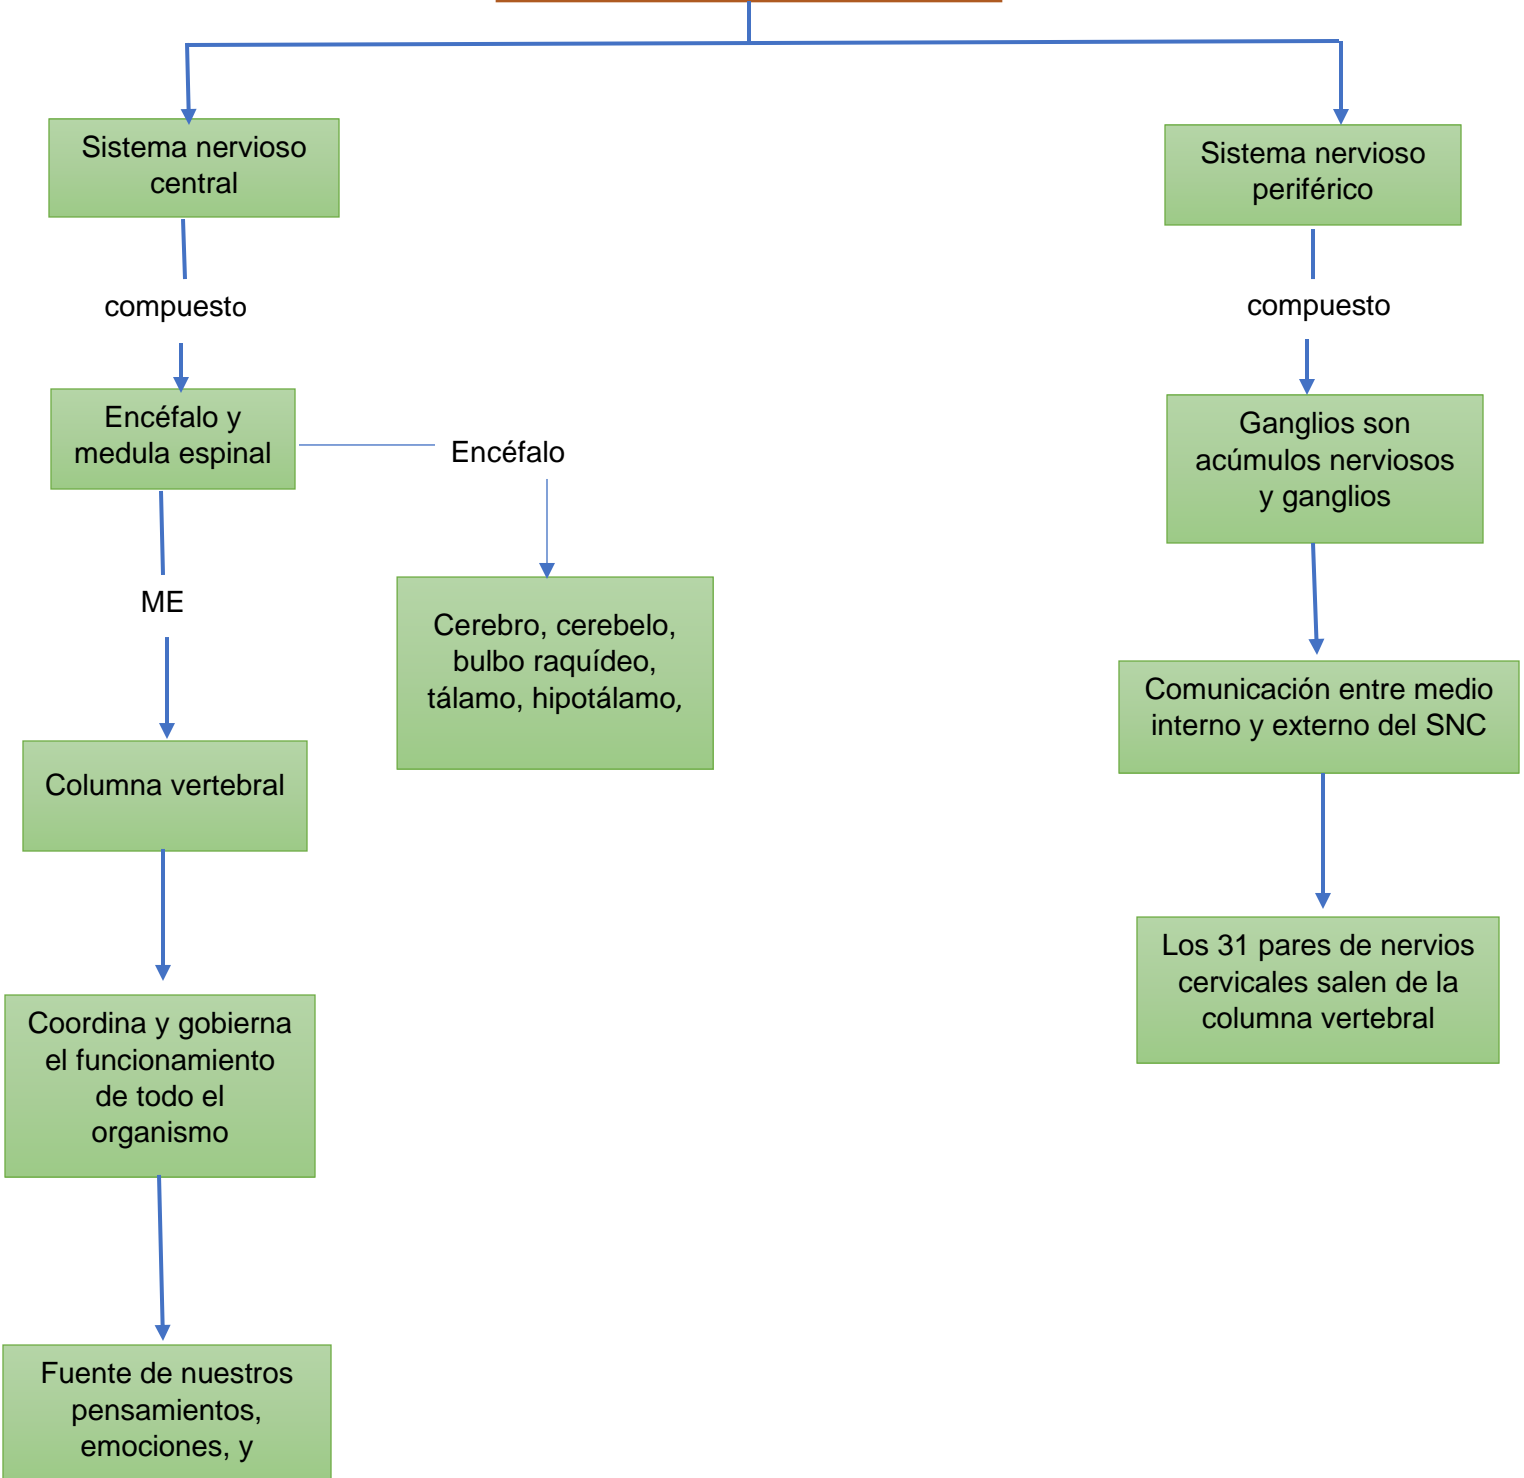 Sistema nervioso
central
Sistema nervioso
periférico
compuesto
compuesto
Encéfalo y
medula espinal
Encéfalo
Ganglios son
acúmulos nerviosos
y ganglios
ME
Cerebro, cerebelo,
bulbo raquídeo,
tálamo, hipotálamo,
Comunicación entre medio
interno y externo del SNC
Columna vertebral
Los 31 pares de nervios
cervicales salen de la
columna vertebral
Coordina y gobierna
el funcionamiento
de todo el
organismo
Fuente de nuestros
pensamientos,
emociones, y